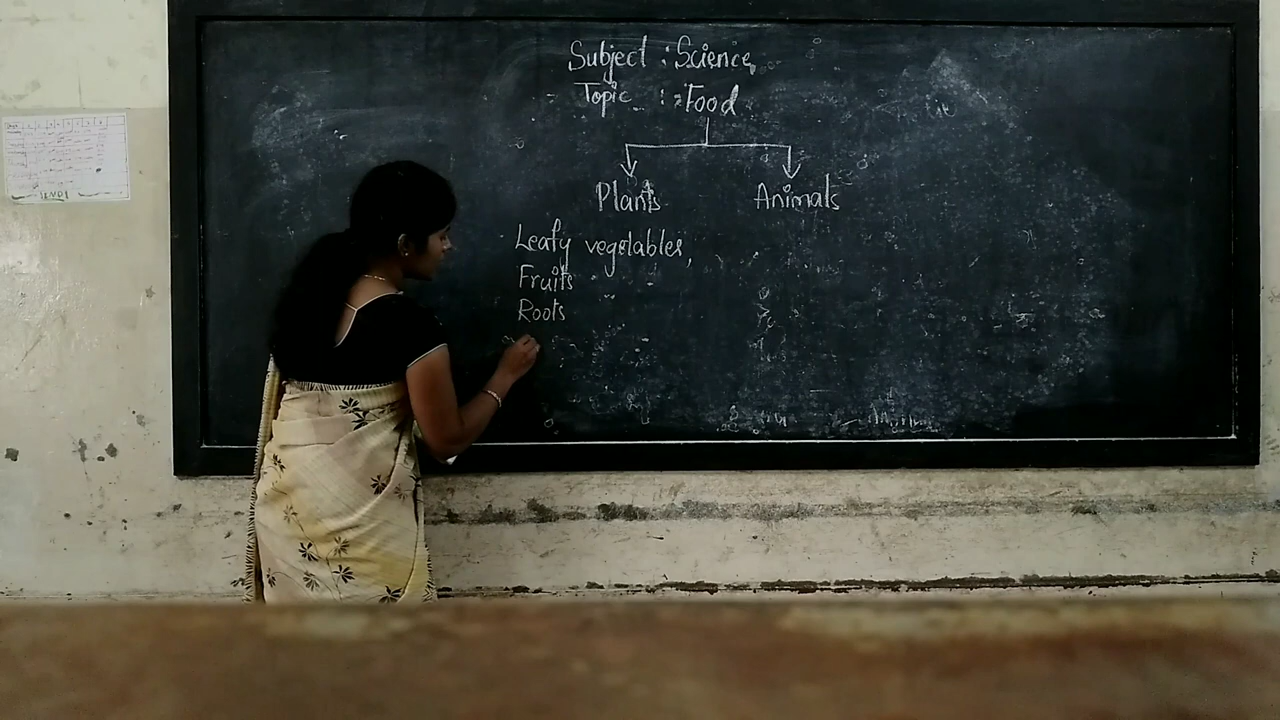 Subject : Science
Topic : Food
Plants Animals
Leafy vegetables,
Fruits
Roots